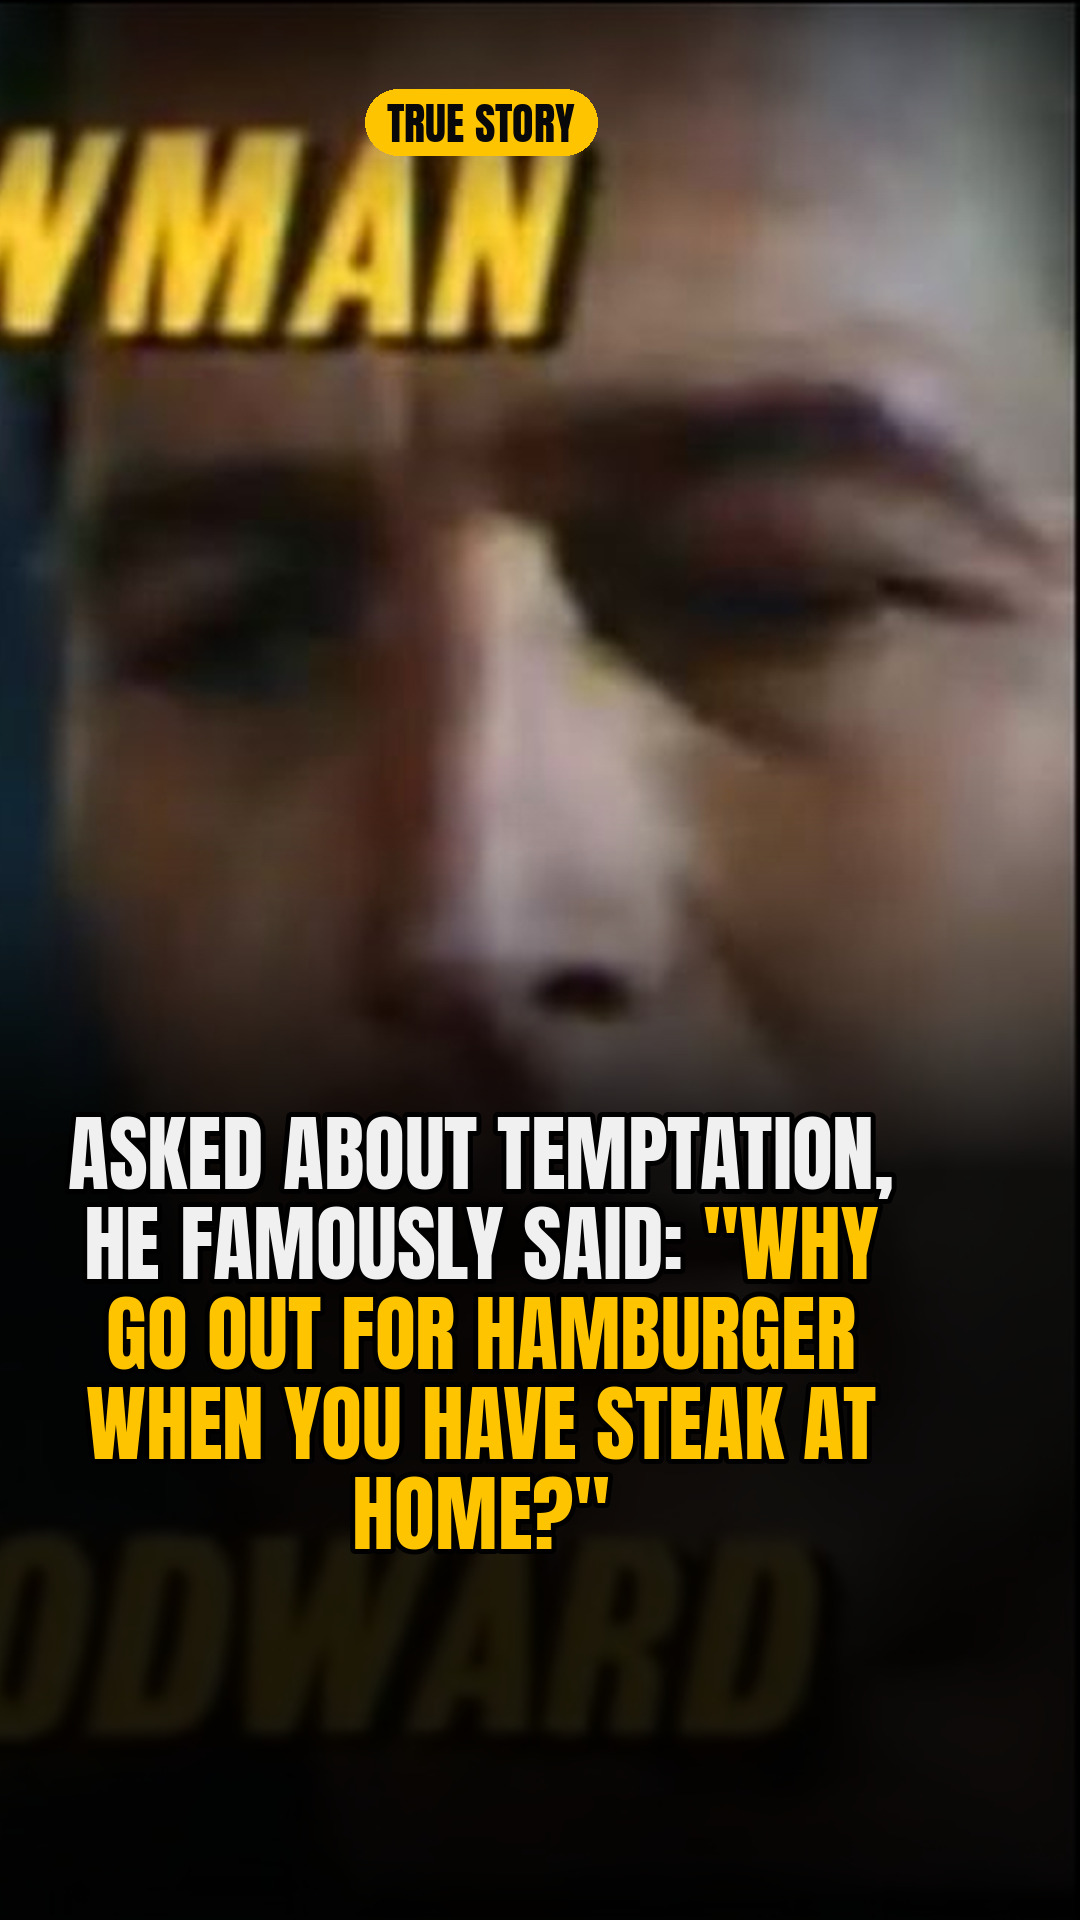 TRUE STORY
WMAN
ASKED ABOUT TEMPTATION,
HE FAMOUSLY SAID: "WHY
GO OUT FOR HAMBURGER
WHEN YOU HAVE STEAK AT
HOME?"
ODWARD